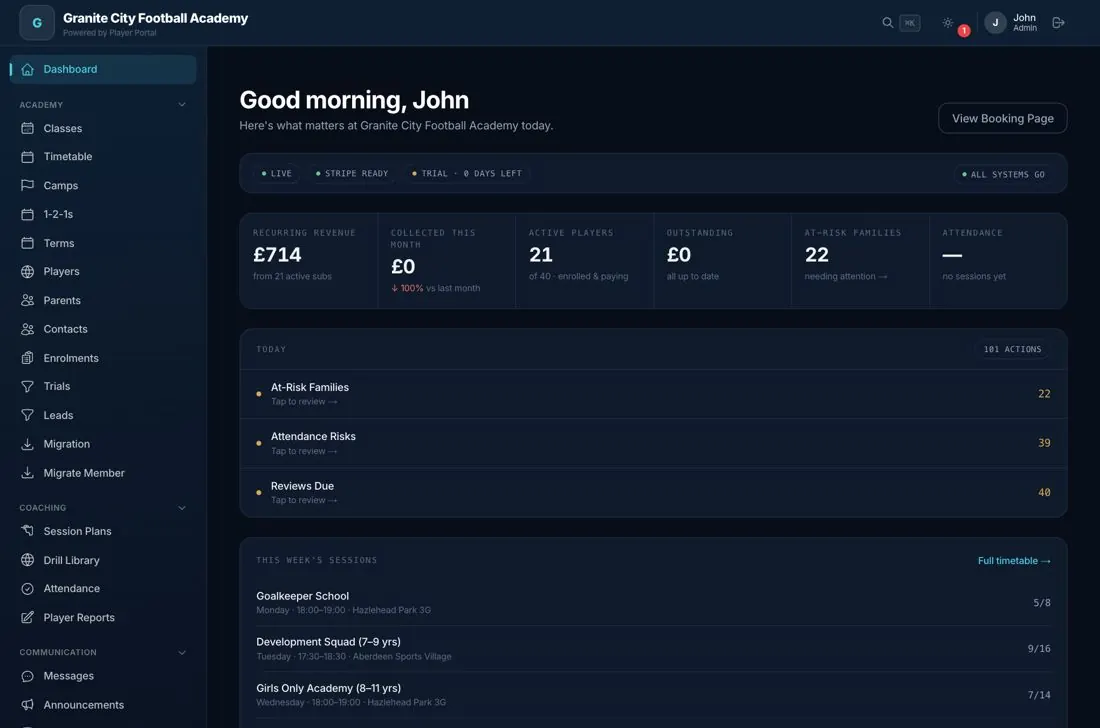 G
Granite City Football Academy
Powered by Player Portal
⌘K
1
J
John
Admin
Dashboard
ACADEMY
Classes
Timetable
Camps
1-2-1s
Terms
Players
Parents
Contacts
Enrolments
Trials
Leads
Migration
Migrate Member
COACHING
Session Plans
Drill Library
Attendance
Player Reports
COMMUNICATION
Messages
Announcements
Good morning, John
Here's what matters at Granite City Football Academy today.
View Booking Page
LIVE
STRIPE READY
TRIAL · 0 DAYS LEFT
ALL SYSTEMS GO
RECURRING REVENUE
£714
from 21 active subs
COLLECTED THIS
MONTH
£0
↓ 100% vs last month
ACTIVE PLAYERS
21
of 40 · enrolled & paying
OUTSTANDING
£0
all up to date
AT-RISK FAMILIES
22
needing attention →
ATTENDANCE
—
no sessions yet
TODAY
101 ACTIONS
At-Risk Families
Tap to review →
22
Attendance Risks
Tap to review →
39
Reviews Due
Tap to review →
40
THIS WEEK'S SESSIONS
Full timetable →
Goalkeeper School
Monday · 18:00–19:00 · Hazlehead Park 3G
5/8
Development Squad (7–9 yrs)
Tuesday · 17:30–18:30 · Aberdeen Sports Village
9/16
Girls Only Academy (8–11 yrs)
Wednesday · 18:00–19:00 · Hazlehead Park 3G
7/14